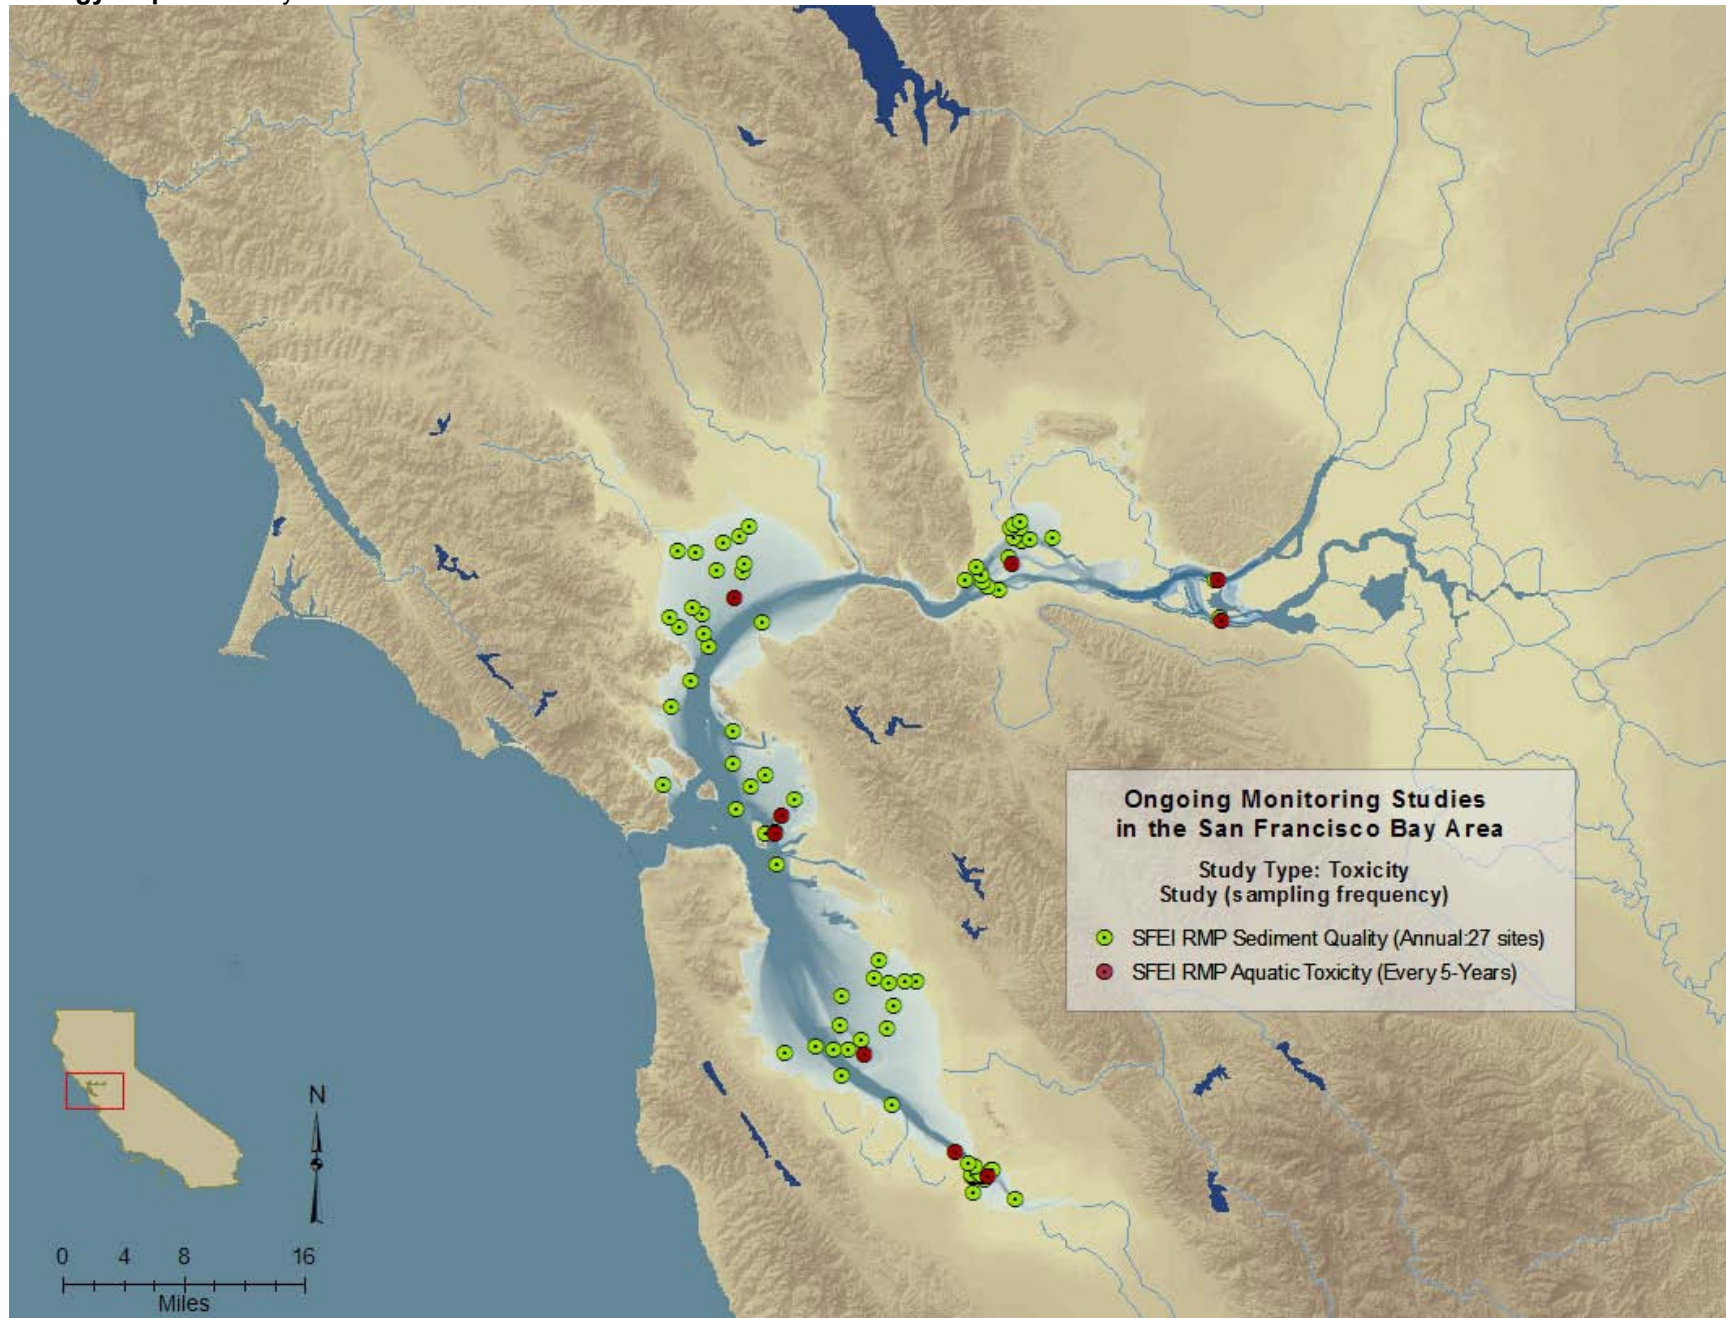 Ongoing Monitoring Studies
in the San Francisco Bay Area
Study Type: Toxicity
Study (sampling frequency)
SFEI RMP Sediment Quality (Annual:27 sites)
SFEI RMP Aquatic Toxicity (Every 5-Years)
N
0 4 8 16
Miles